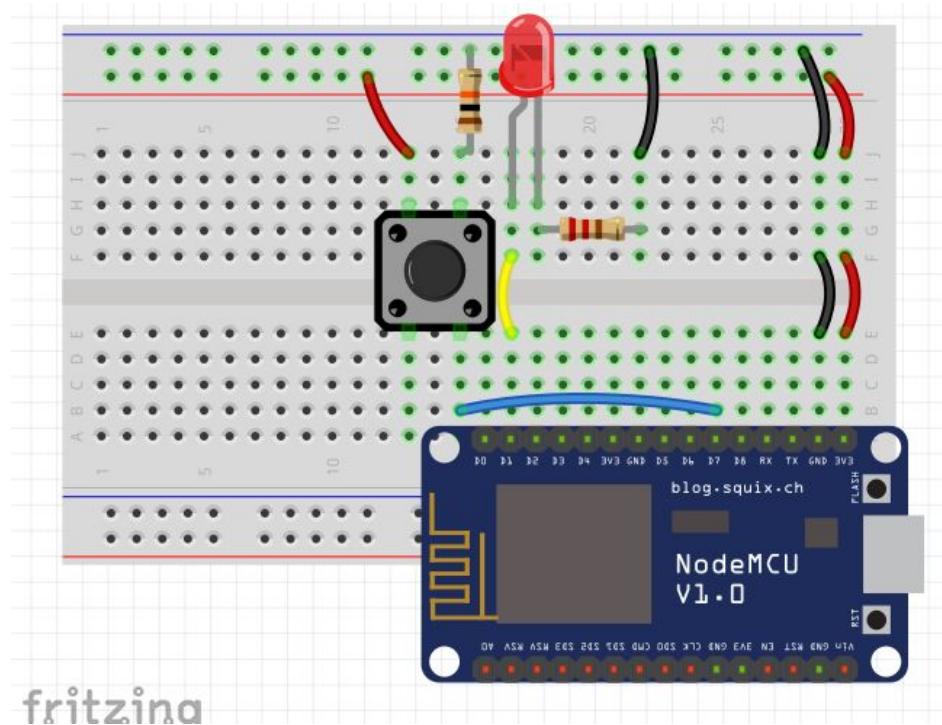 1 5 10 20 25
J J
I I
H H
G G
F F
E E
D D
C C
B B
A
1 5 10
D0 D1 D2 D3 D4 3V3 GND D5 D6 D7 D8 RX TX GND 3V3
blog.squix.ch
FLASH
NodeMCU
V1.0
RST
A0 RSV RSV SD3 SD2 SD1 CMD SD0 CLK GND 3V3 EN RST GND Vin
fritzing